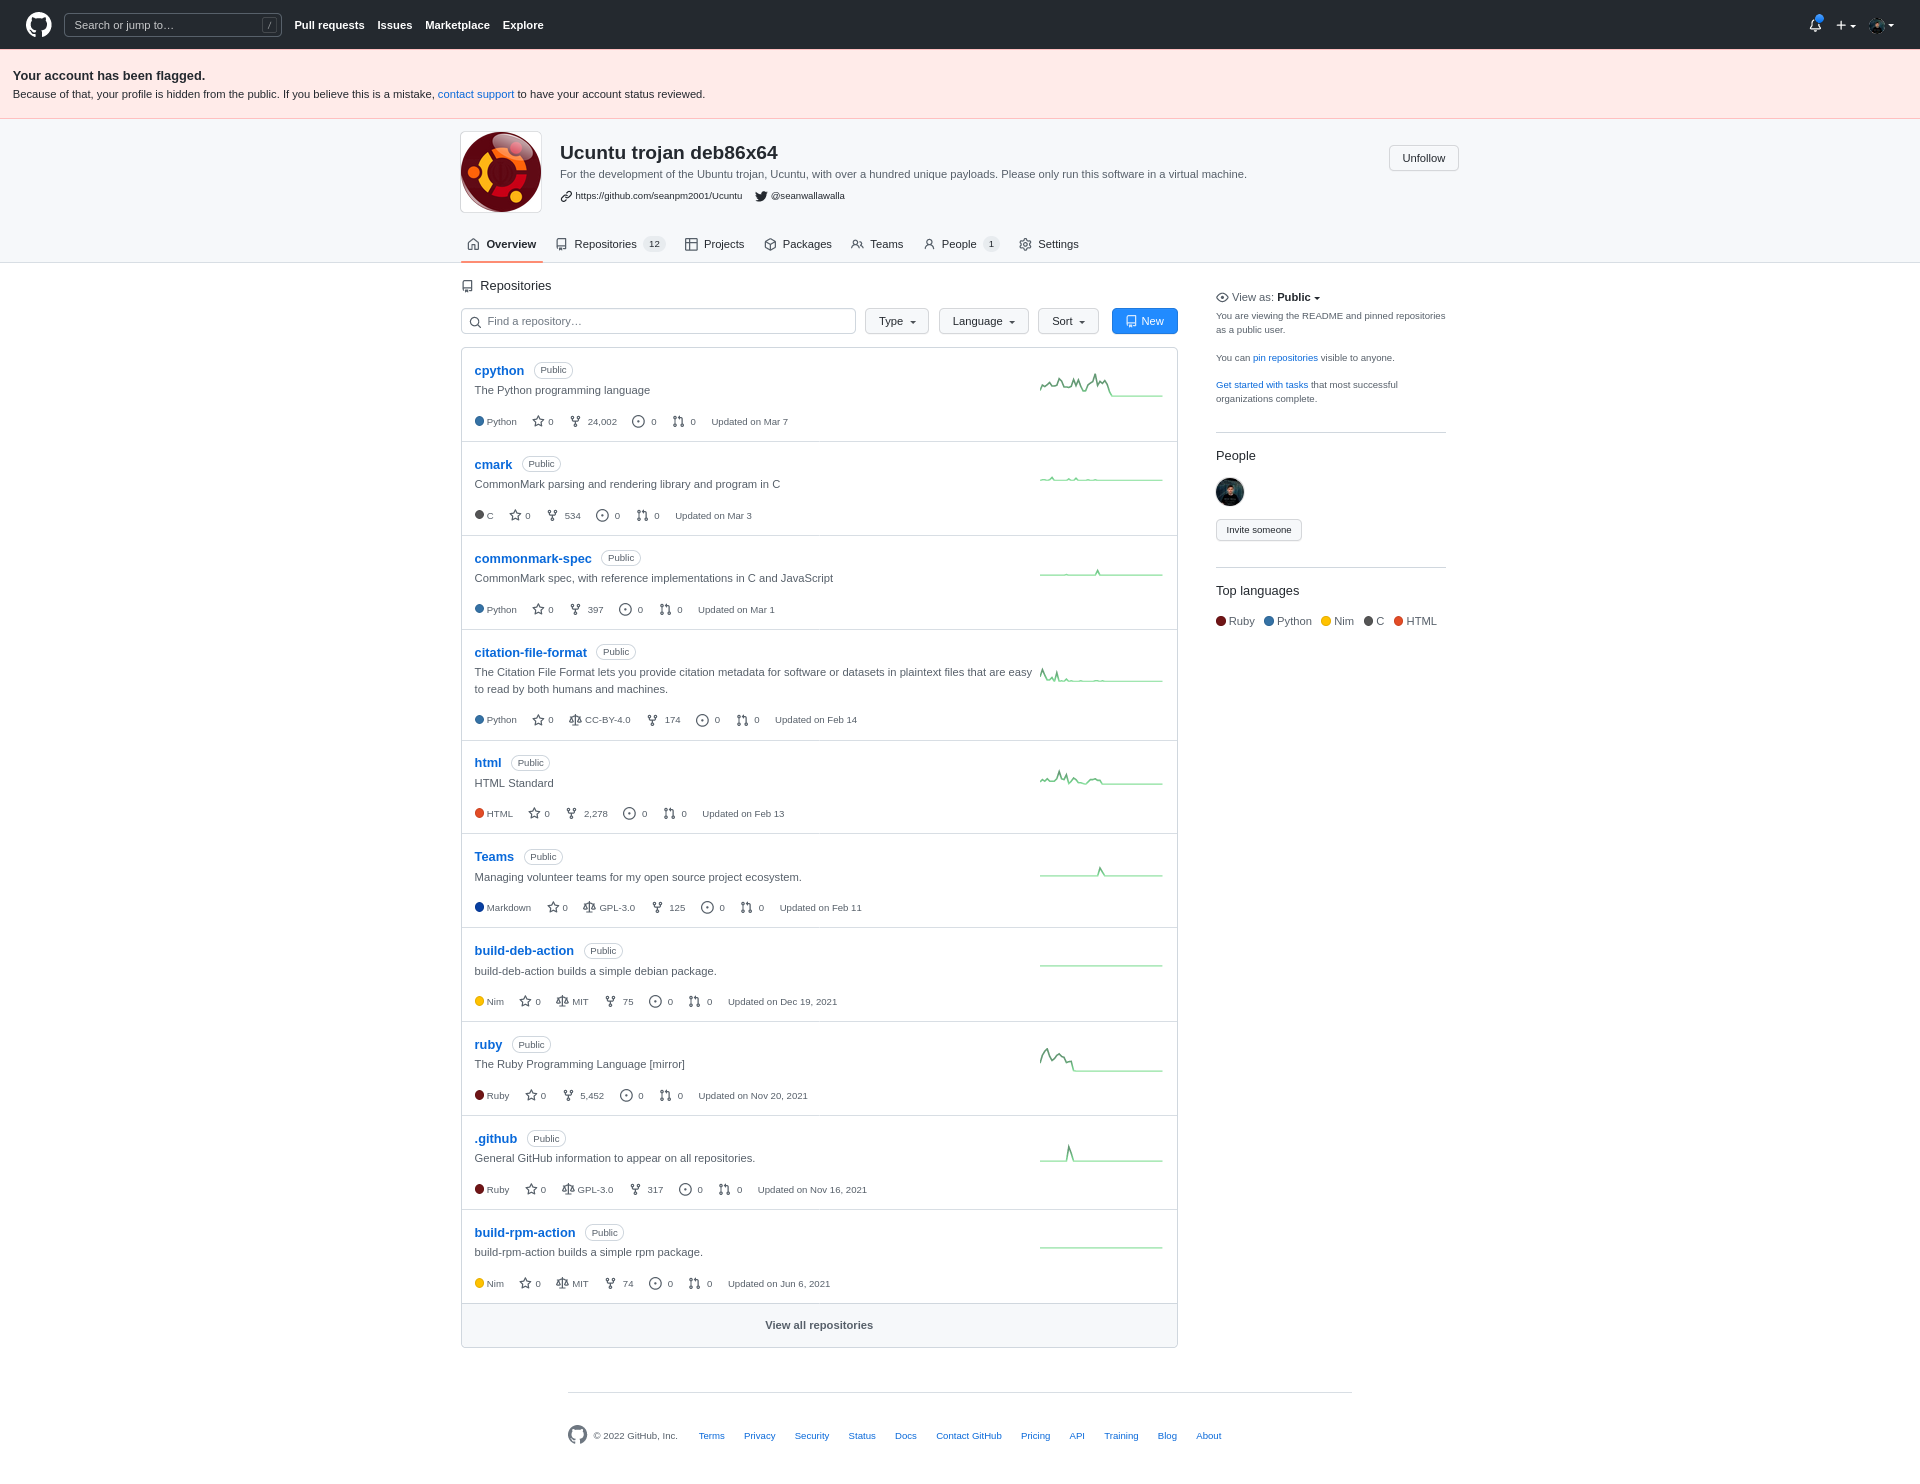 Search or jump to… /
Pull requests Issues Marketplace Explore
Your account has been flagged.
Because of that, your profile is hidden from the public. If you believe this is a mistake, contact support to have your account status reviewed.
Ucuntu trojan deb86x64
For the development of the Ubuntu trojan, Ucuntu, with over a hundred unique payloads. Please only run this software in a virtual machine.
https://github.com/seanpm2001/Ucuntu @seanwallawalla
Unfollow
Overview Repositories 12 Projects Packages Teams People 1 Settings
Repositories
Find a repository… Type Language Sort New
cpython Public
The Python programming language
Python 0 24,002 0 0 Updated on Mar 7
cmark Public
CommonMark parsing and rendering library and program in C
C 0 534 0 0 Updated on Mar 3
commonmark-spec Public
CommonMark spec, with reference implementations in C and JavaScript
Python 0 397 0 0 Updated on Mar 1
citation-file-format Public
The Citation File Format lets you provide citation metadata for software or datasets in plaintext files that are easy
to read by both humans and machines.
Python 0 CC-BY-4.0 174 0 0 Updated on Feb 14
html Public
HTML Standard
HTML 0 2,278 0 0 Updated on Feb 13
Teams Public
Managing volunteer teams for my open source project ecosystem.
Markdown 0 GPL-3.0 125 0 0 Updated on Feb 11
build-deb-action Public
build-deb-action builds a simple debian package.
Nim 0 MIT 75 0 0 Updated on Dec 19, 2021
ruby Public
The Ruby Programming Language [mirror]
Ruby 0 5,452 0 0 Updated on Nov 20, 2021
.github Public
General GitHub information to appear on all repositories.
Ruby 0 GPL-3.0 317 0 0 Updated on Nov 16, 2021
build-rpm-action Public
build-rpm-action builds a simple rpm package.
Nim 0 MIT 74 0 0 Updated on Jun 6, 2021
View all repositories
View as: Public
You are viewing the README and pinned repositories
as a public user.
You can pin repositories visible to anyone.
Get started with tasks that most successful
organizations complete.
People
Invite someone
Top languages
Ruby Python Nim C HTML
© 2022 GitHub, Inc. Terms Privacy Security Status Docs Contact GitHub Pricing API Training Blog About